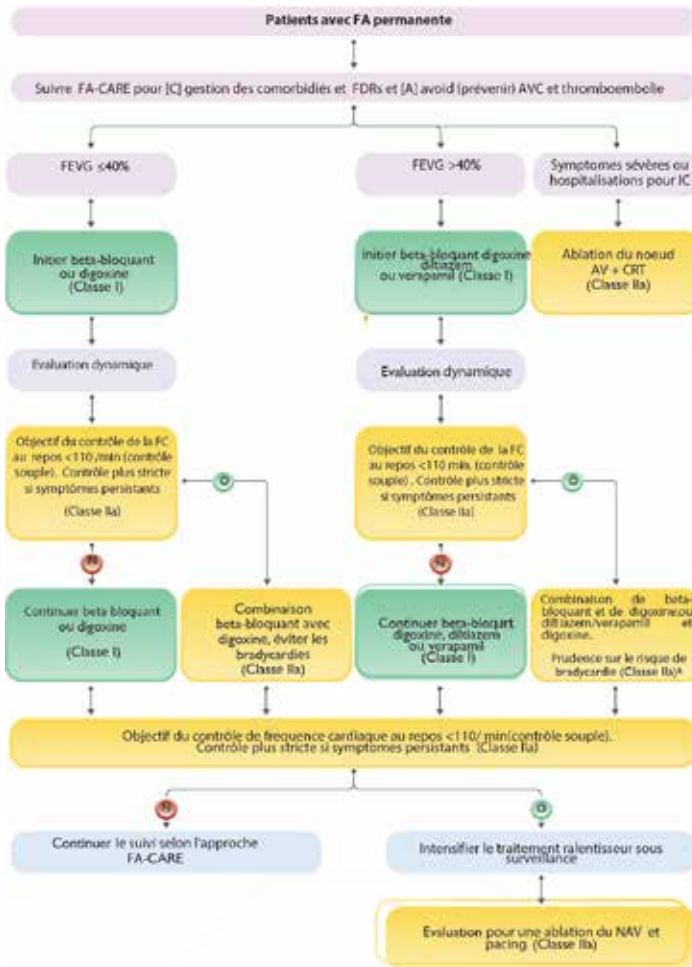 Patients avec FA permanente
Suivre FA-CARE pour [C] gestion des comorbidiés et FDRs et [A] avoid (prévenir) AVC et thromboembolie
FEVG ≤40%
FEVG >40%
Symptomes sévères ou
hospitalisations pour IC
Initier beta-bloquant
ou digoxine
(Classe I)
Initier beta-bloquant digoxine
diltiazem
ou verapamil (Classe I)
Ablation du noeud
AV + CRT
(Classe IIa)
Evaluation dynamique
Evaluation dynamique
Objectif du contrôle de la FC
au repos <110 /min (contrôle
souple). Contrôle plus stricte
si symptômes persistants
(Classe IIa)
O
Objectif du contrôle de la FC
au repos <110 min. (contrôle
souple) . Contrôle plus stricte
si symptômes persistants
(Classe IIa)
O
N
N
Continuer beta-bloquant
ou digoxine
(Classe I)
Combinaison
beta-bloquant avec
digoxine, éviter les
bradycardies
(Classe IIa)
Continuer beta-bloqurt
digoxine, diltiazem
ou verapamil
(Classe I)
Combinaison de beta-
bloquant et de digoxine:ou
diltiazem/verapamil et
digoxine.
Prudence sur le risque de
bradycardie (Classe IIa)
Objectif du contrôle de frequence cardiaque au repos <110/ min(contrôle souple).
Contrôle plus stricte si symptomes persistants (Classe IIa)
N
O
Continuer le suivi selon l'approche
FA-CARE
Intensifier le traitement ralentisseur sous
surveillance
Evaluation pour une ablation du NAV et
pacing (Classe IIa)